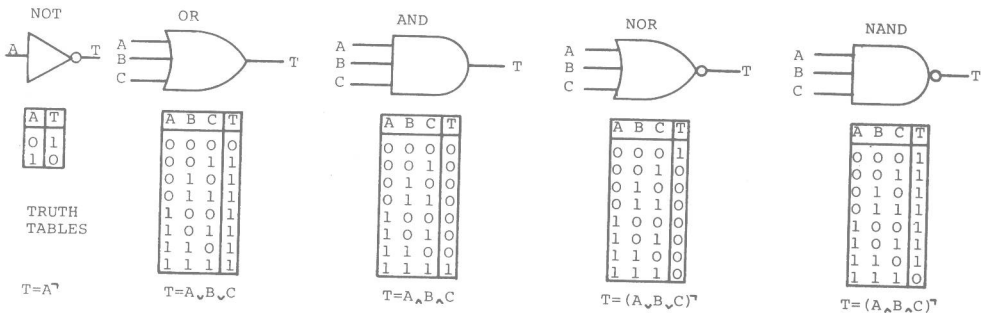 NOT
A T
A T
0 1
1 0
TRUTH
TABLES
T=A⌝
OR
A
B
C
T
A B C T
0 0 0 0
0 0 1 1
0 1 0 1
0 1 1 1
1 0 0 1
1 0 1 1
1 1 0 1
1 1 1 1
T=A⌄B⌄C
AND
A
B
C
T
A B C T
0 0 0 0
0 0 1 0
0 1 0 0
0 1 1 0
1 0 0 0
1 0 1 0
1 1 0 0
1 1 1 1
T=A⌃B⌃C
NOR
A
B
C
T
A B C T
0 0 0 1
0 0 1 0
0 1 0 0
0 1 1 0
1 0 0 0
1 0 1 0
1 1 0 0
1 1 1 0
T=(A⌄B⌄C)⌝
NAND
A
B
C
T
A B C T
0 0 0 1
0 0 1 1
0 1 0 1
0 1 1 1
1 0 0 1
1 0 1 1
1 1 0 1
1 1 1 0
T=(A⌃B⌃C)⌝